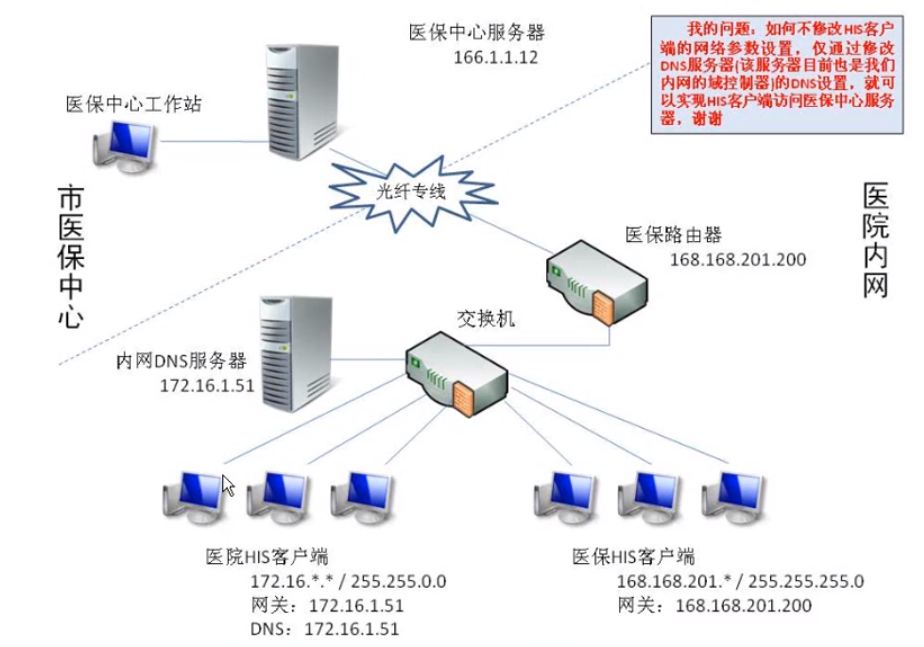 医保中心服务器
166.1.1.12
我的问题：如何不修改HIS客户
端的网络参数设置，仅通过修改
DNS服务器(该服务器目前也是我们
内网的域控制器)的DNS设置，就可
以实现HIS客户端访问医保中心服务
器，谢谢
医保中心工作站
光纤专线
市医保中心
医院内网
医保路由器
168.168.201.200
交换机
内网DNS服务器
172.16.1.51
医院HIS客户端
172.16.*.* / 255.255.0.0
网关：172.16.1.51
DNS：172.16.1.51
医保HIS客户端
168.168.201.* / 255.255.255.0
网关：168.168.201.200